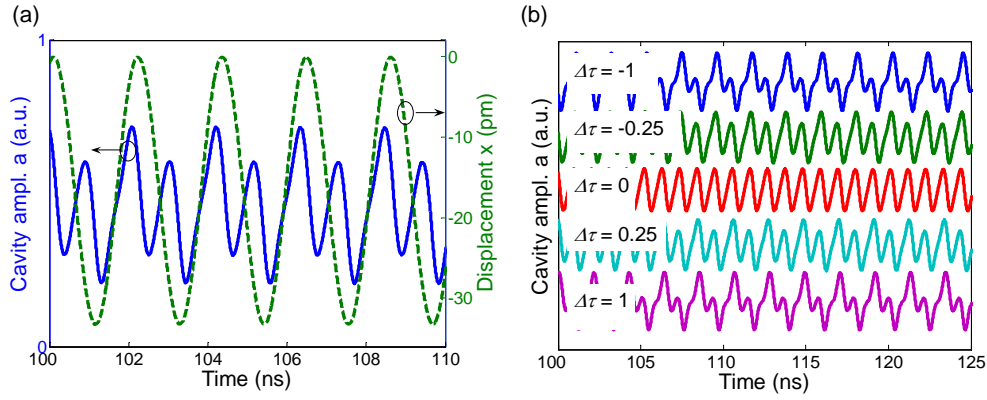 (a)
1
0
Cavity ampl. a (a.u.)
100
102
104
106
108
110
Time (ns)
0
-10
-20
-30
Displacement x (pm)
(b)
Cavity ampl. a (a.u.)
Δτ = -1
Δτ = -0.25
Δτ = 0
Δτ = 0.25
Δτ = 1
100
105
110
115
120
125
Time (ns)